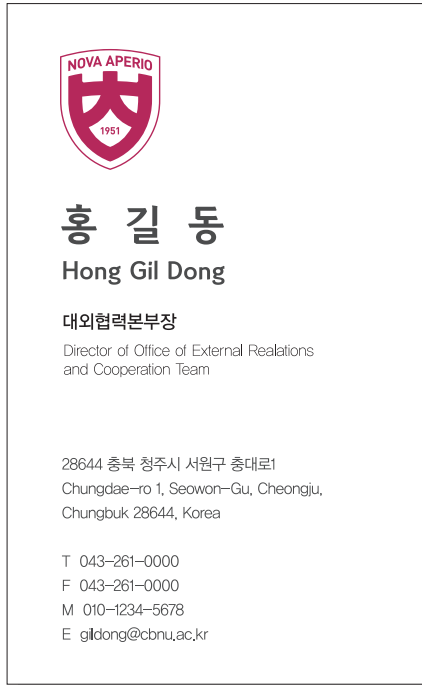 NOVA APERIO
1951
홍 길 동
Hong Gil Dong
대외협력본부장
Director of Office of External Realations
and Cooperation Team
28644 충북 청주시 서원구 충대로1
Chungdae-ro 1, Seowon-Gu, Cheongju,
Chungbuk 28644, Korea
T 043-261-0000
F 043-261-0000
M 010-1234-5678
E gildong@cbnu.ac.kr